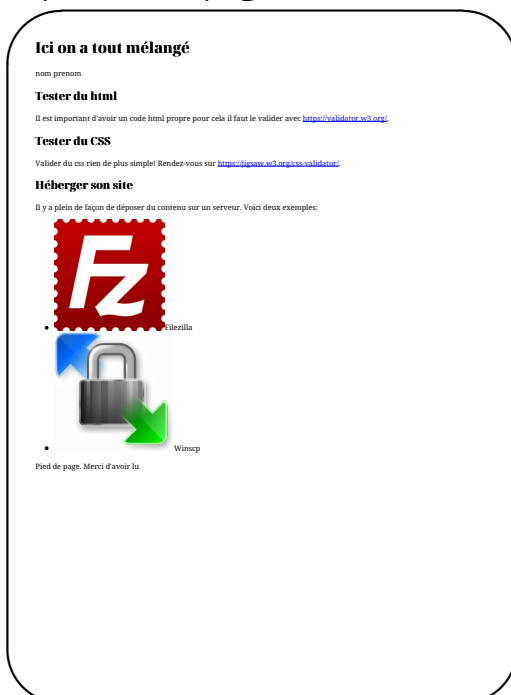 Ici on a tout mélangé
nom prenom
Tester du html
Il est important d'avoir un code html propre pour cela il faut le valider avec https://validator.w3.org/.
Tester du CSS
Valider du css rien de plus simple! Rendez-vous sur https://jigsaw.w3.org/css-validator/.
Héberger son site
Il y a plein de façon de déposer du contenu sur un serveur. Voici deux exemples:
Fz
Filezilla
Winscp
Pied de page. Merci d'avoir lu